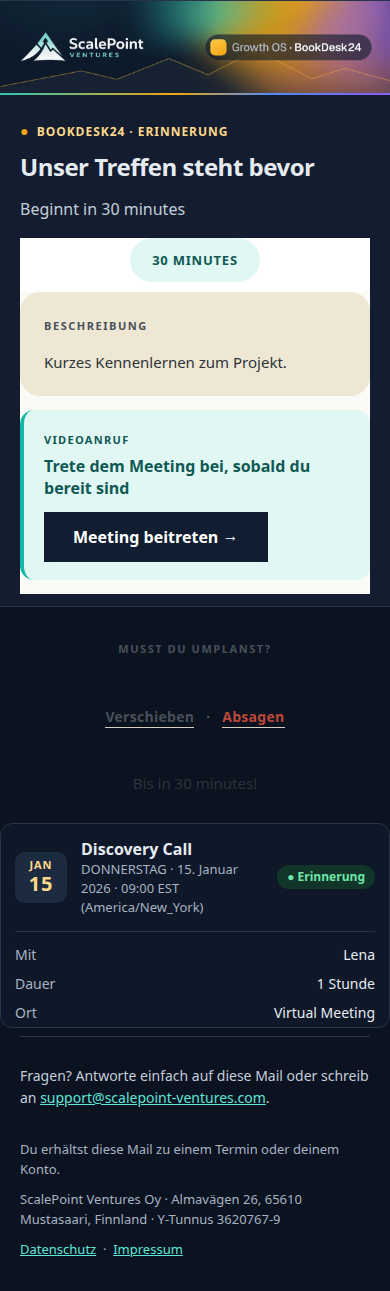 ScalePoint
VENTURES
Growth OS · BookDesk24
● BOOKDESK24 · ERINNERUNG
Unser Treffen steht bevor
Beginnt in 30 minutes
30 MINUTES
BESCHREIBUNG
Kurzes Kennenlernen zum Projekt.
VIDEOANRUF
Trete dem Meeting bei, sobald du
bereit sind
Meeting beitreten →
MUSST DU UMPLANST?
Verschieben · Absagen
Bis in 30 minutes!
JAN
15
Discovery Call
DONNERSTAG · 15. Januar
2026 · 09:00 EST
(America/New_York)
● Erinnerung
Mit Lena
Dauer 1 Stunde
Ort Virtual Meeting
Fragen? Antworte einfach auf diese Mail oder schreib
an support@scalepoint-ventures.com.
Du erhältst diese Mail zu einem Termin oder deinem
Konto.
ScalePoint Ventures Oy · Almavägen 26, 65610
Mustasaari, Finnland · Y-Tunnus 3620767-9
Datenschutz · Impressum